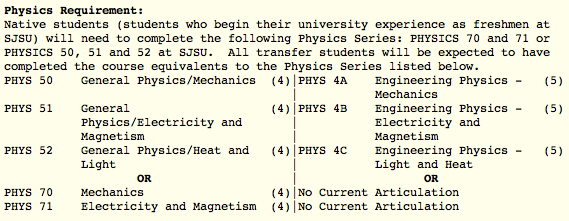 Physics Requirement:
Native students (students who begin their university experience as freshmen at
SJSU) will need to complete the following Physics Series: PHYSICS 70 and 71 or
PHYSICS 50, 51 and 52 at SJSU.  All transfer students will be expected to have
completed the course equivalents to the Physics Series listed below.
PHYS 50    General Physics/Mechanics  (4)|PHYS 4A    Engineering Physics -   (5)
                                         |           Mechanics
PHYS 51    General                    (4)|PHYS 4B    Engineering Physics -   (5)
           Physics/Electricity and       |           Electricity and
           Magnetism                     |           Magnetism
PHYS 52    General Physics/Heat and   (4)|PHYS 4C    Engineering Physics -   (5)
           Light                         |           Light and Heat
                   OR                    |                  OR
PHYS 70    Mechanics                  (4)|No Current Articulation
PHYS 71    Electricity and Magnetism  (4)|No Current Articulation